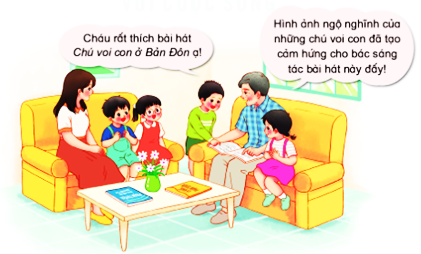 Cháu rất thích bài hát
Chú voi con ở Bản Đôn ạ!
Hình ảnh ngộ nghĩnh của
những chú voi con đã tạo
cảm hứng cho bác sáng
tác bài hát này đấy!